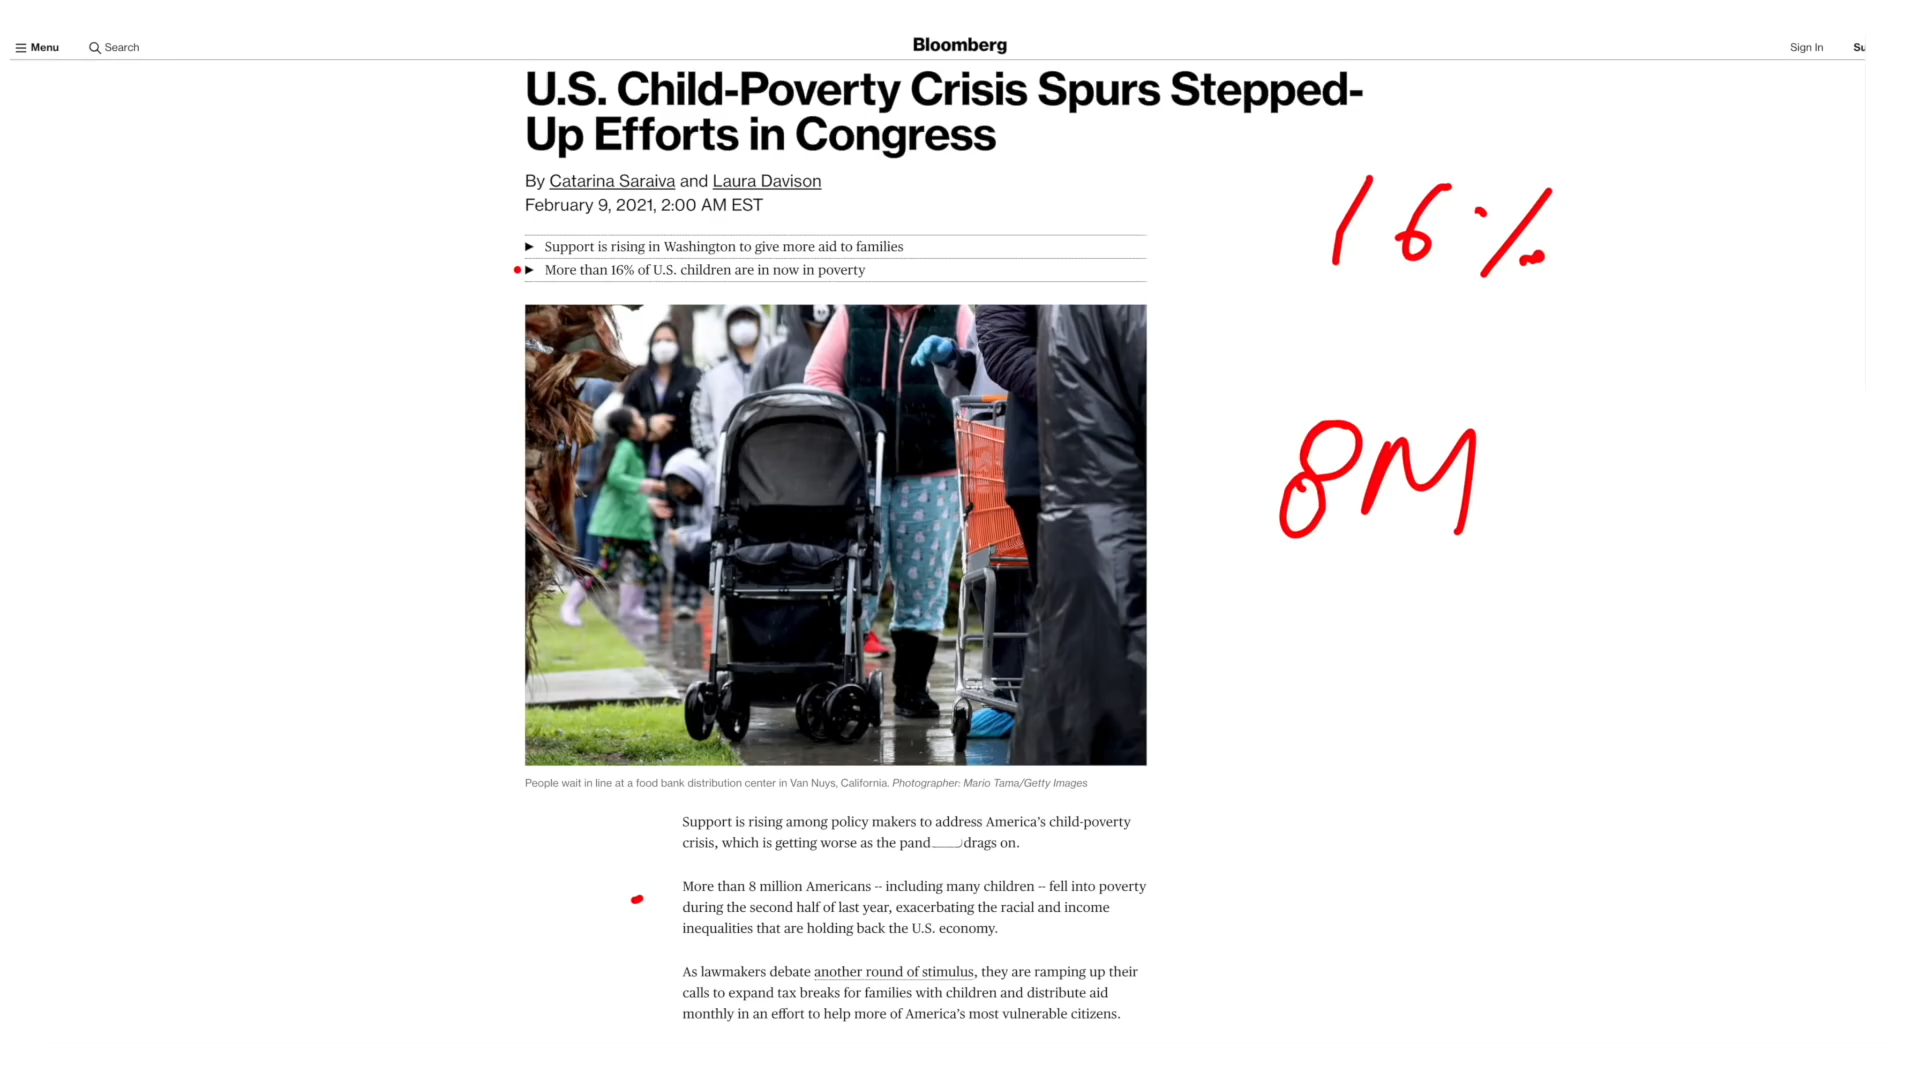 Menu Search Bloomberg Sign In Su
U.S. Child-Poverty Crisis Spurs Stepped-
Up Efforts in Congress
By Catarina Saraiva and Laura Davison
February 9, 2021, 2:00 AM EST
Support is rising in Washington to give more aid to families
More than 16% of U.S. children are in now in poverty
16%
8M
People wait in line at a food bank distribution center in Van Nuys, California. Photographer: Mario Tama/Getty Images
Support is rising among policy makers to address America's child-poverty
crisis, which is getting worse as the pand drags on.
More than 8 million Americans -- including many children -- fell into poverty
during the second half of last year, exacerbating the racial and income
inequalities that are holding back the U.S. economy.
As lawmakers debate another round of stimulus, they are ramping up their
calls to expand tax breaks for families with children and distribute aid
monthly in an effort to help more of America's most vulnerable citizens.